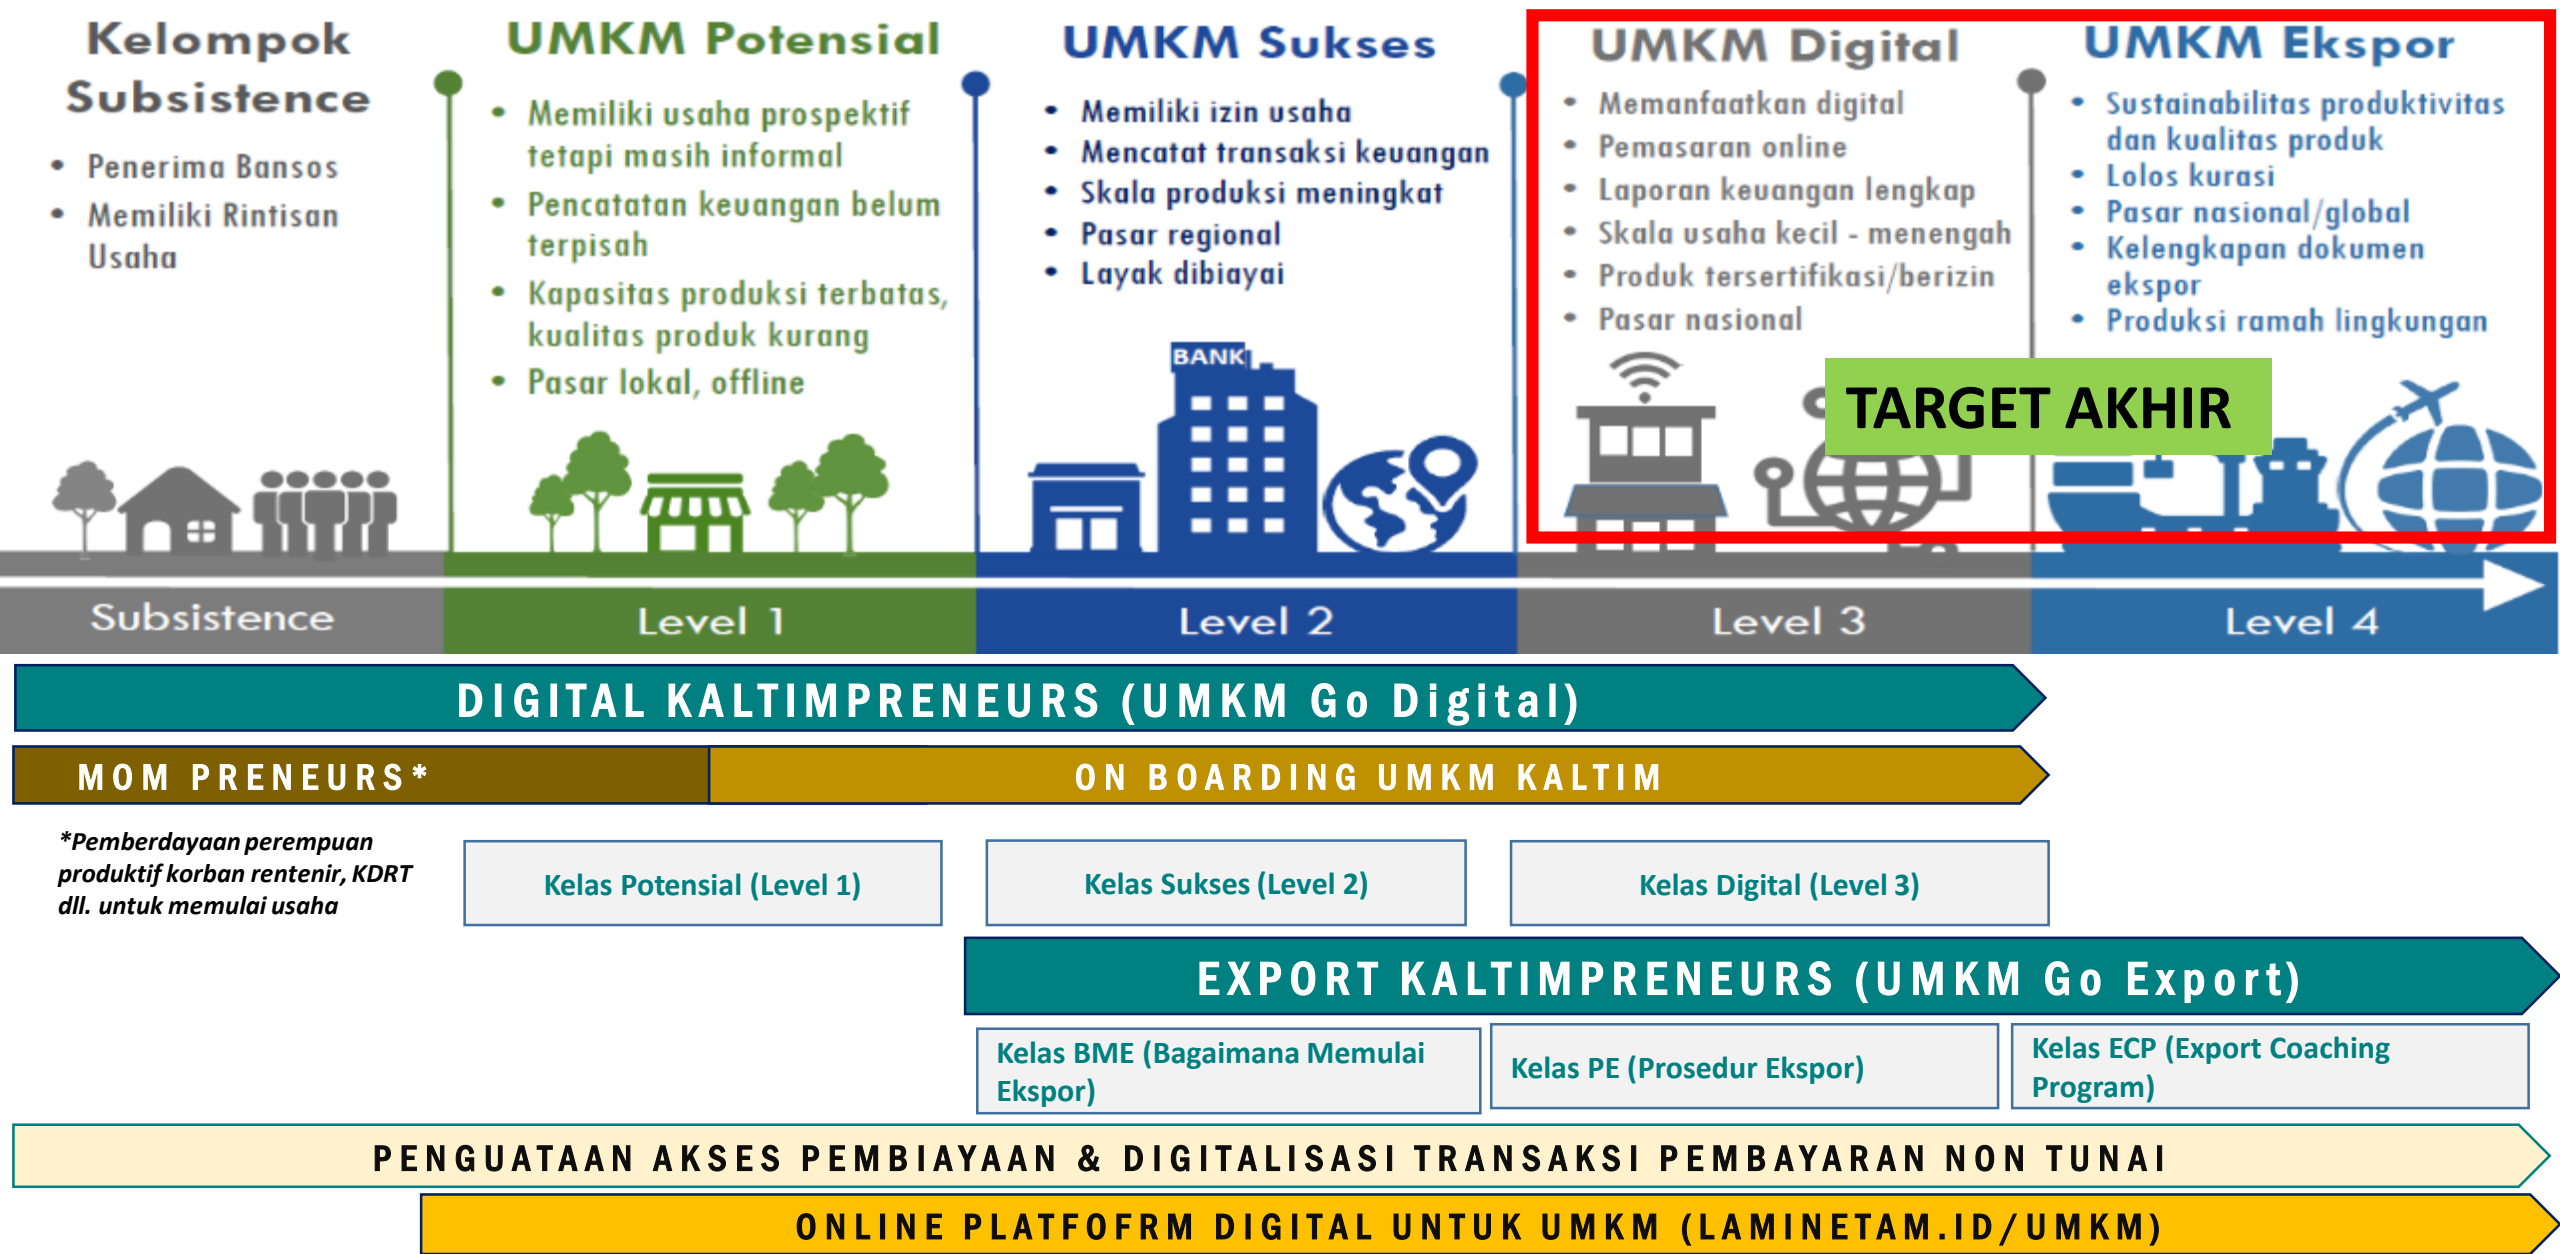 Kelompok
Subsistence
• Penerima Bansos
• Memiliki Rintisan
Usaha
UMKM Potensial
• Memiliki usaha prospektif
tetapi masih informal
• Pencatatan keuangan belum
terpisah
• Kapasitas produksi terbatas,
kualitas produk kurang
• Pasar lokal, offline
UMKM Sukses
• Memiliki izin usaha
• Mencatat transaksi keuangan
• Skala produksi meningkat
• Pasar regional
• Layak dibiayai
BANK
UMKM Digital
• Memanfaatkan digital
• Pemasaran online
• Laporan keuangan lengkap
• Skala usaha kecil - menengah
• Produk tersertifikasi/berizin
• Pasar nasional
UMKM Ekspor
• Sustainabilitas produktivitas
dan kualitas produk
• Lolos kurasi
• Pasar nasional/global
• Kelengkapan dokumen
ekspor
• Produksi ramah lingkungan
TARGET AKHIR
Subsistence
Level 1
Level 2
Level 3
Level 4
DIGITAL KALTIMPRENEURS (UMKM Go Digital)
MOM PRENEURS*
ON BOARDING UMKM KALTIM
*Pemberdayaan perempuan
produktif korban rentenir, KDRT
dll. untuk memulai usaha
Kelas Potensial (Level 1)
Kelas Sukses (Level 2)
Kelas Digital (Level 3)
EXPORT KALTIMPRENEURS (UMKM Go Export)
Kelas BME (Bagaimana Memulai
Ekspor)
Kelas PE (Prosedur Ekspor)
Kelas ECP (Export Coaching
Program)
PENGUATAAN AKSES PEMBIAYAAN & DIGITALISASI TRANSAKSI PEMBAYARAN NON TUNAI
ONLINE PLATFOFRM DIGITAL UNTUK UMKM (LAMINETAM.ID/UMKM)